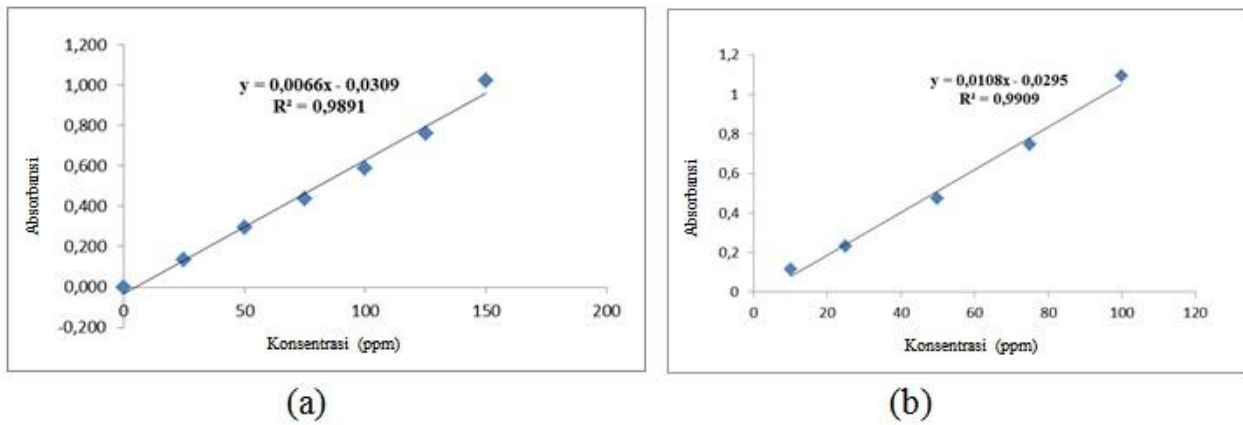 1,200
1,000
0,800
0,600
0,400
0,200
0,000
-0,200
y = 0,0066x - 0,0309
R² = 0,9891
Absorbansi
0 50 100 150 200
Konsentrasi (ppm)
(a)
1,2
1
0,8
0,6
0,4
0,2
0
y = 0,0108x - 0,0295
R² = 0,9909
Absorbansi
0 20 40 60 80 100 120
Konsentrasi (ppm)
(b)